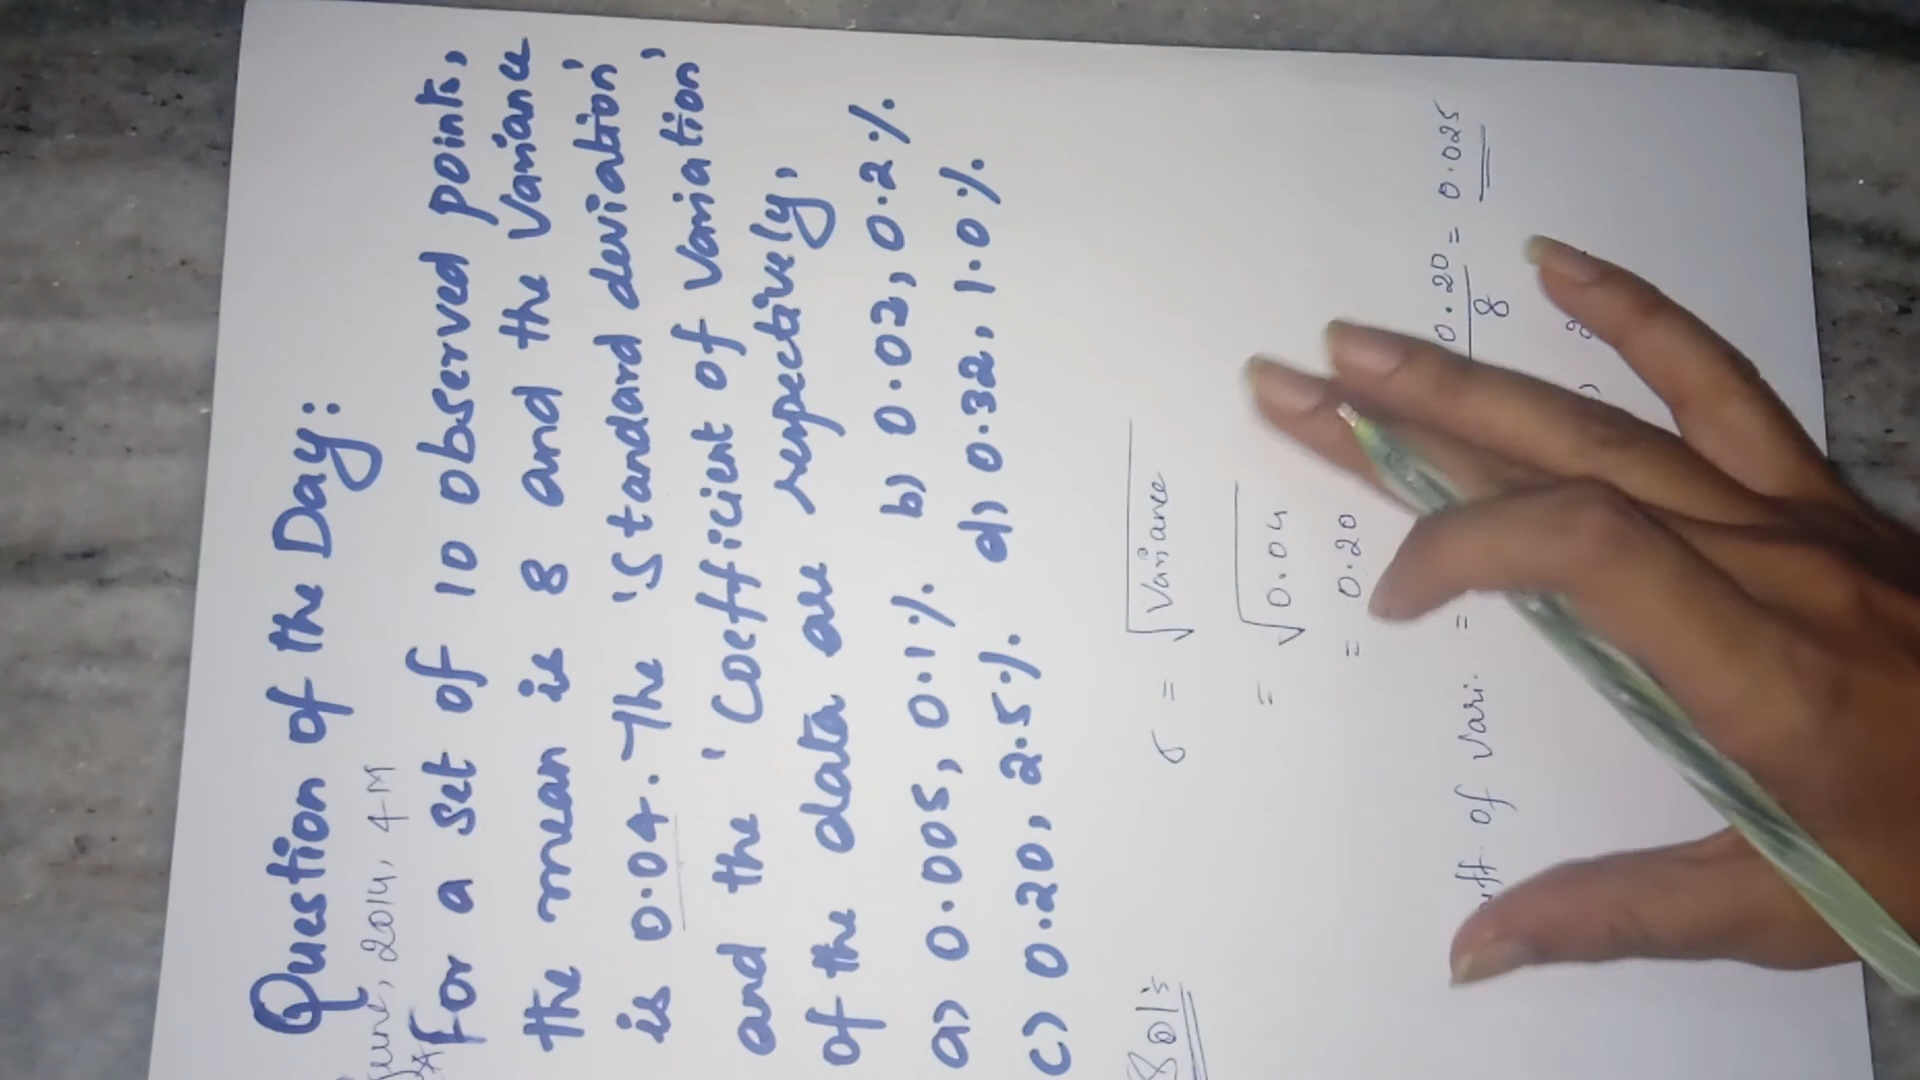 Question of the Day:
June, 2014, 4M
For a set of 10 observed points,
the mean is 8 and the Variance
is 0.04. The 'Standard deviation'
and the 'Coefficient of Variation'
of the data are respectively,
a) 0.005, 0.1% b) 0.02, 0.2%
c) 0.20, 2.5% d) 0.32, 1.0%
Sol:
σ = √Variance
= √0.04
= 0.20
of Vari. = 0.20/8 = 0.025